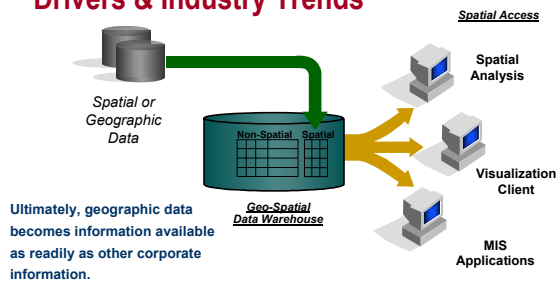 Drivers & Industry Trends
Spatial Access
Spatial
Analysis
Spatial or
Geographic
Data
Non-Spatial Spatial
Visualization
Client
Geo-Spatial
Data Warehouse
Ultimately, geographic data
becomes information available
as readily as other corporate
information.
MIS
Applications